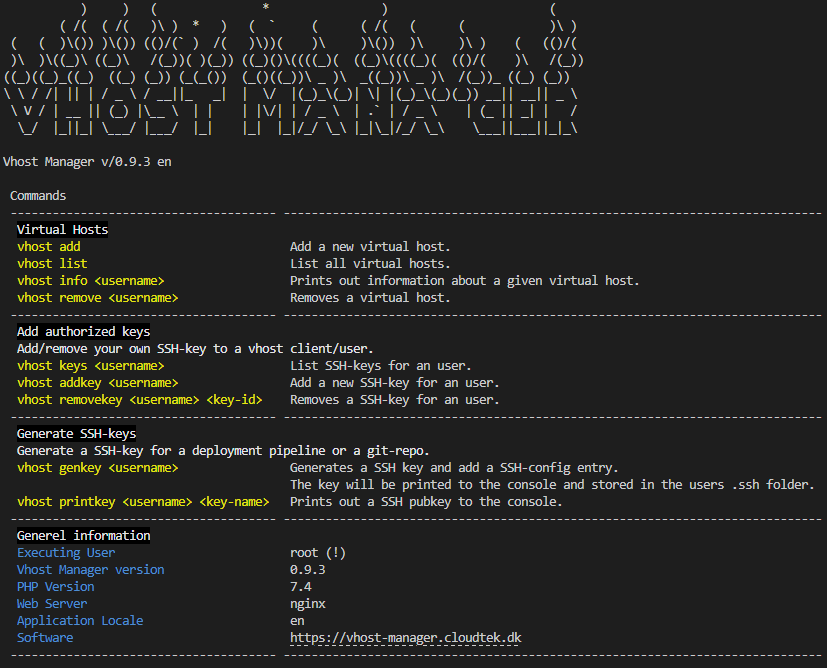 Vhost Manager v/0.9.3 en
Commands
Virtual Hosts
vhost add Add a new virtual host.
vhost list List all virtual hosts.
vhost info <username> Prints out information about a given virtual host.
vhost remove <username> Removes a virtual host.
Add authorized keys
Add/remove your own SSH-key to a vhost client/user.
vhost keys <username> List SSH-keys for an user.
vhost addkey <username> Add a new SSH-key for an user.
vhost removekey <username> <key-id> Removes a SSH-key for an user.
Generate SSH-keys
Generate a SSH-key for a deployment pipeline or a git-repo.
vhost genkey <username> Generates a SSH key and add a SSH-config entry.
The key will be printed to the console and stored in the users .ssh folder.
vhost printkey <username> <key-name> Prints out a SSH pubkey to the console.
Generel information
Executing User root (!)
Vhost Manager version 0.9.3
PHP Version 7.4
Web Server nginx
Application Locale en
Software https://vhost-manager.cloudtek.dk